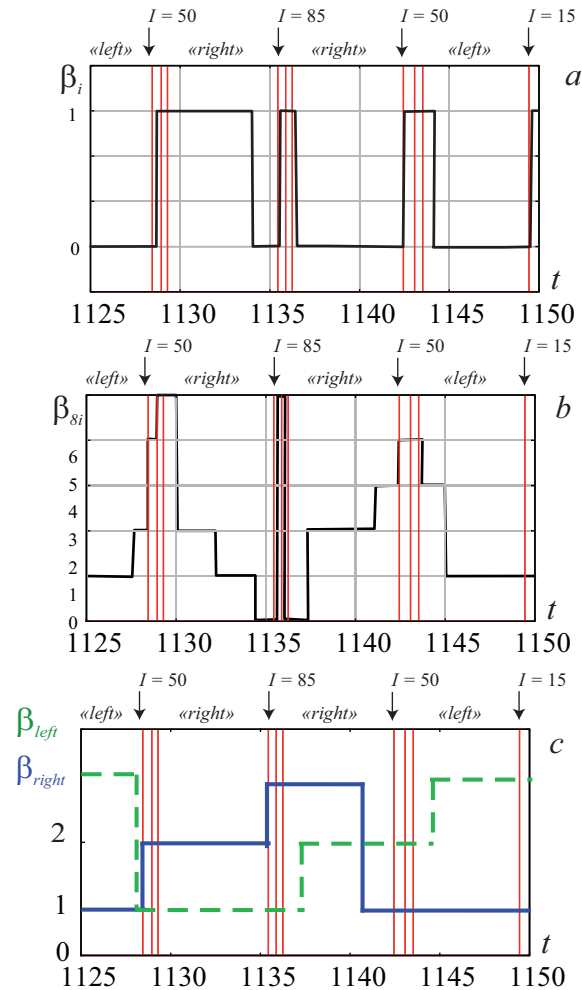 I = 50 I = 85 I = 50 I = 15
«left» «right» «right» «left»
βi a
1
0
t
1125 1130 1135 1140 1145 1150
I = 50 I = 85 I = 50 I = 15
«left» «right» «right» «left»
β8i b
6
5
4
3
2
1
0
t
1125 1130 1135 1140 1145 1150
I = 50 I = 85 I = 50 I = 15
«left» «right» «right» «left»
βleft c
βright
2
1
0
t
1125 1130 1135 1140 1145 1150